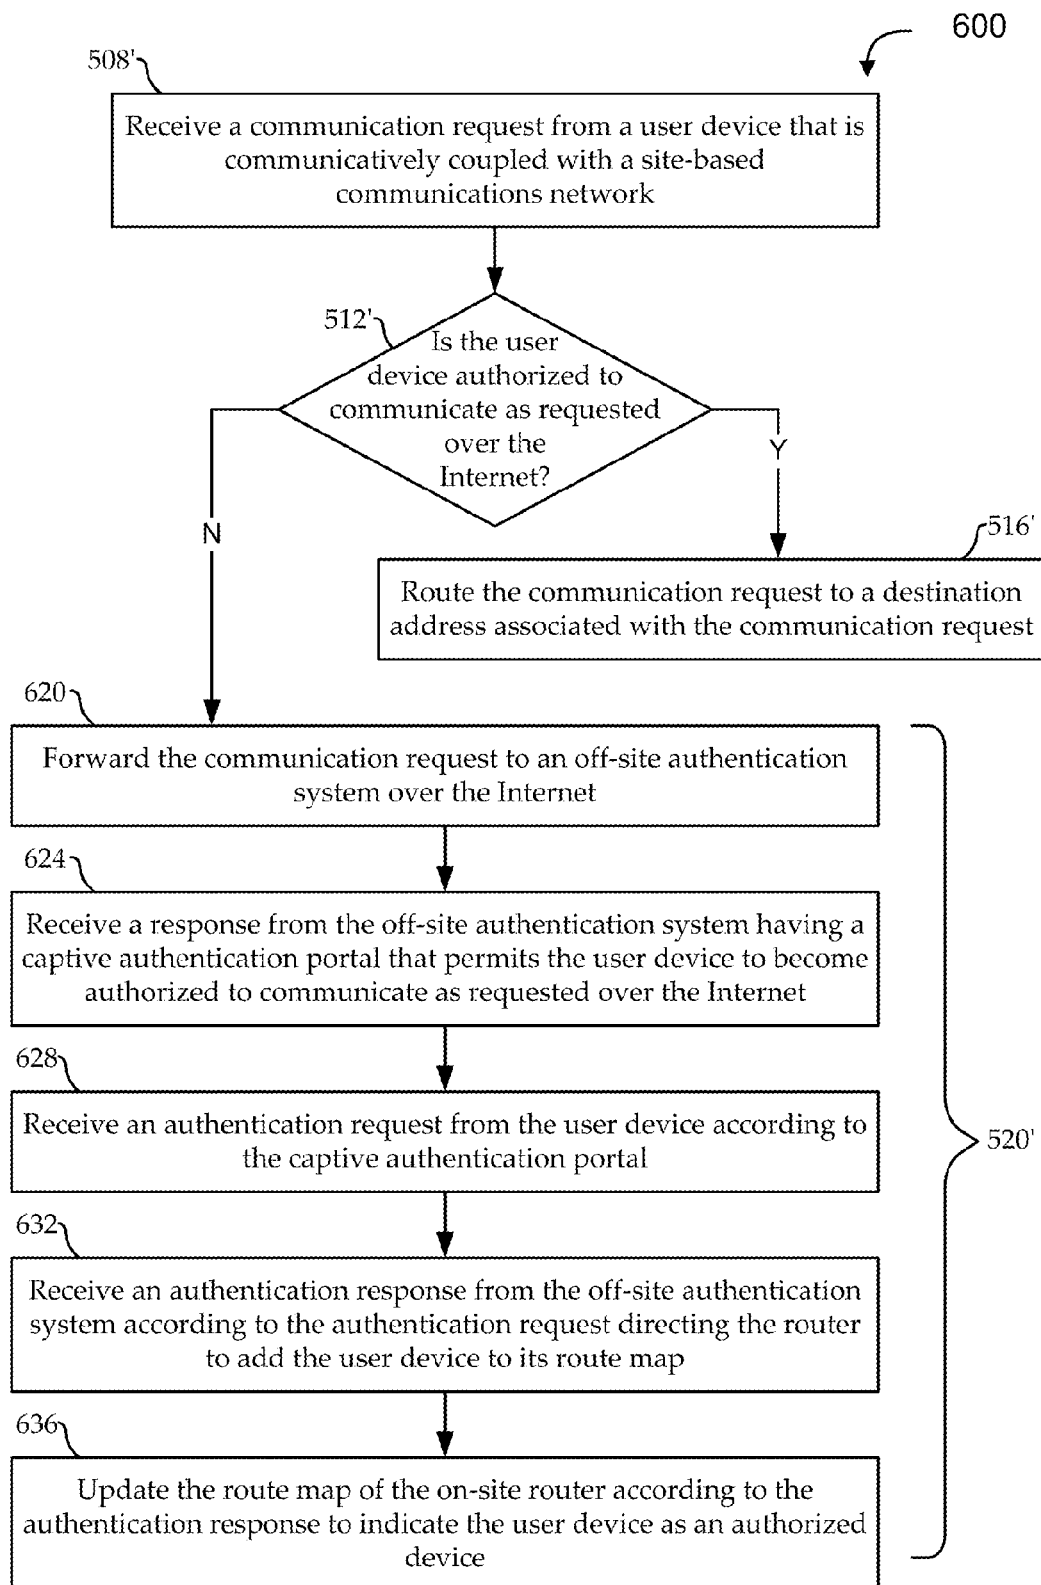 600
508'
Receive a communication request from a user device that is
communicatively coupled with a site-based
communications network
512'
Is the user
device authorized to
communicate as requested
over the
Internet?
Y
N
516'
Route the communication request to a destination
address associated with the communication request
620
Forward the communication request to an off-site authentication
system over the Internet
624
Receive a response from the off-site authentication system having a
captive authentication portal that permits the user device to become
authorized to communicate as requested over the Internet
628
Receive an authentication request from the user device according to
the captive authentication portal
520'
632
Receive an authentication response from the off-site authentication
system according to the authentication request directing the router
to add the user device to its route map
636
Update the route map of the on-site router according to the
authentication response to indicate the user device as an authorized
device